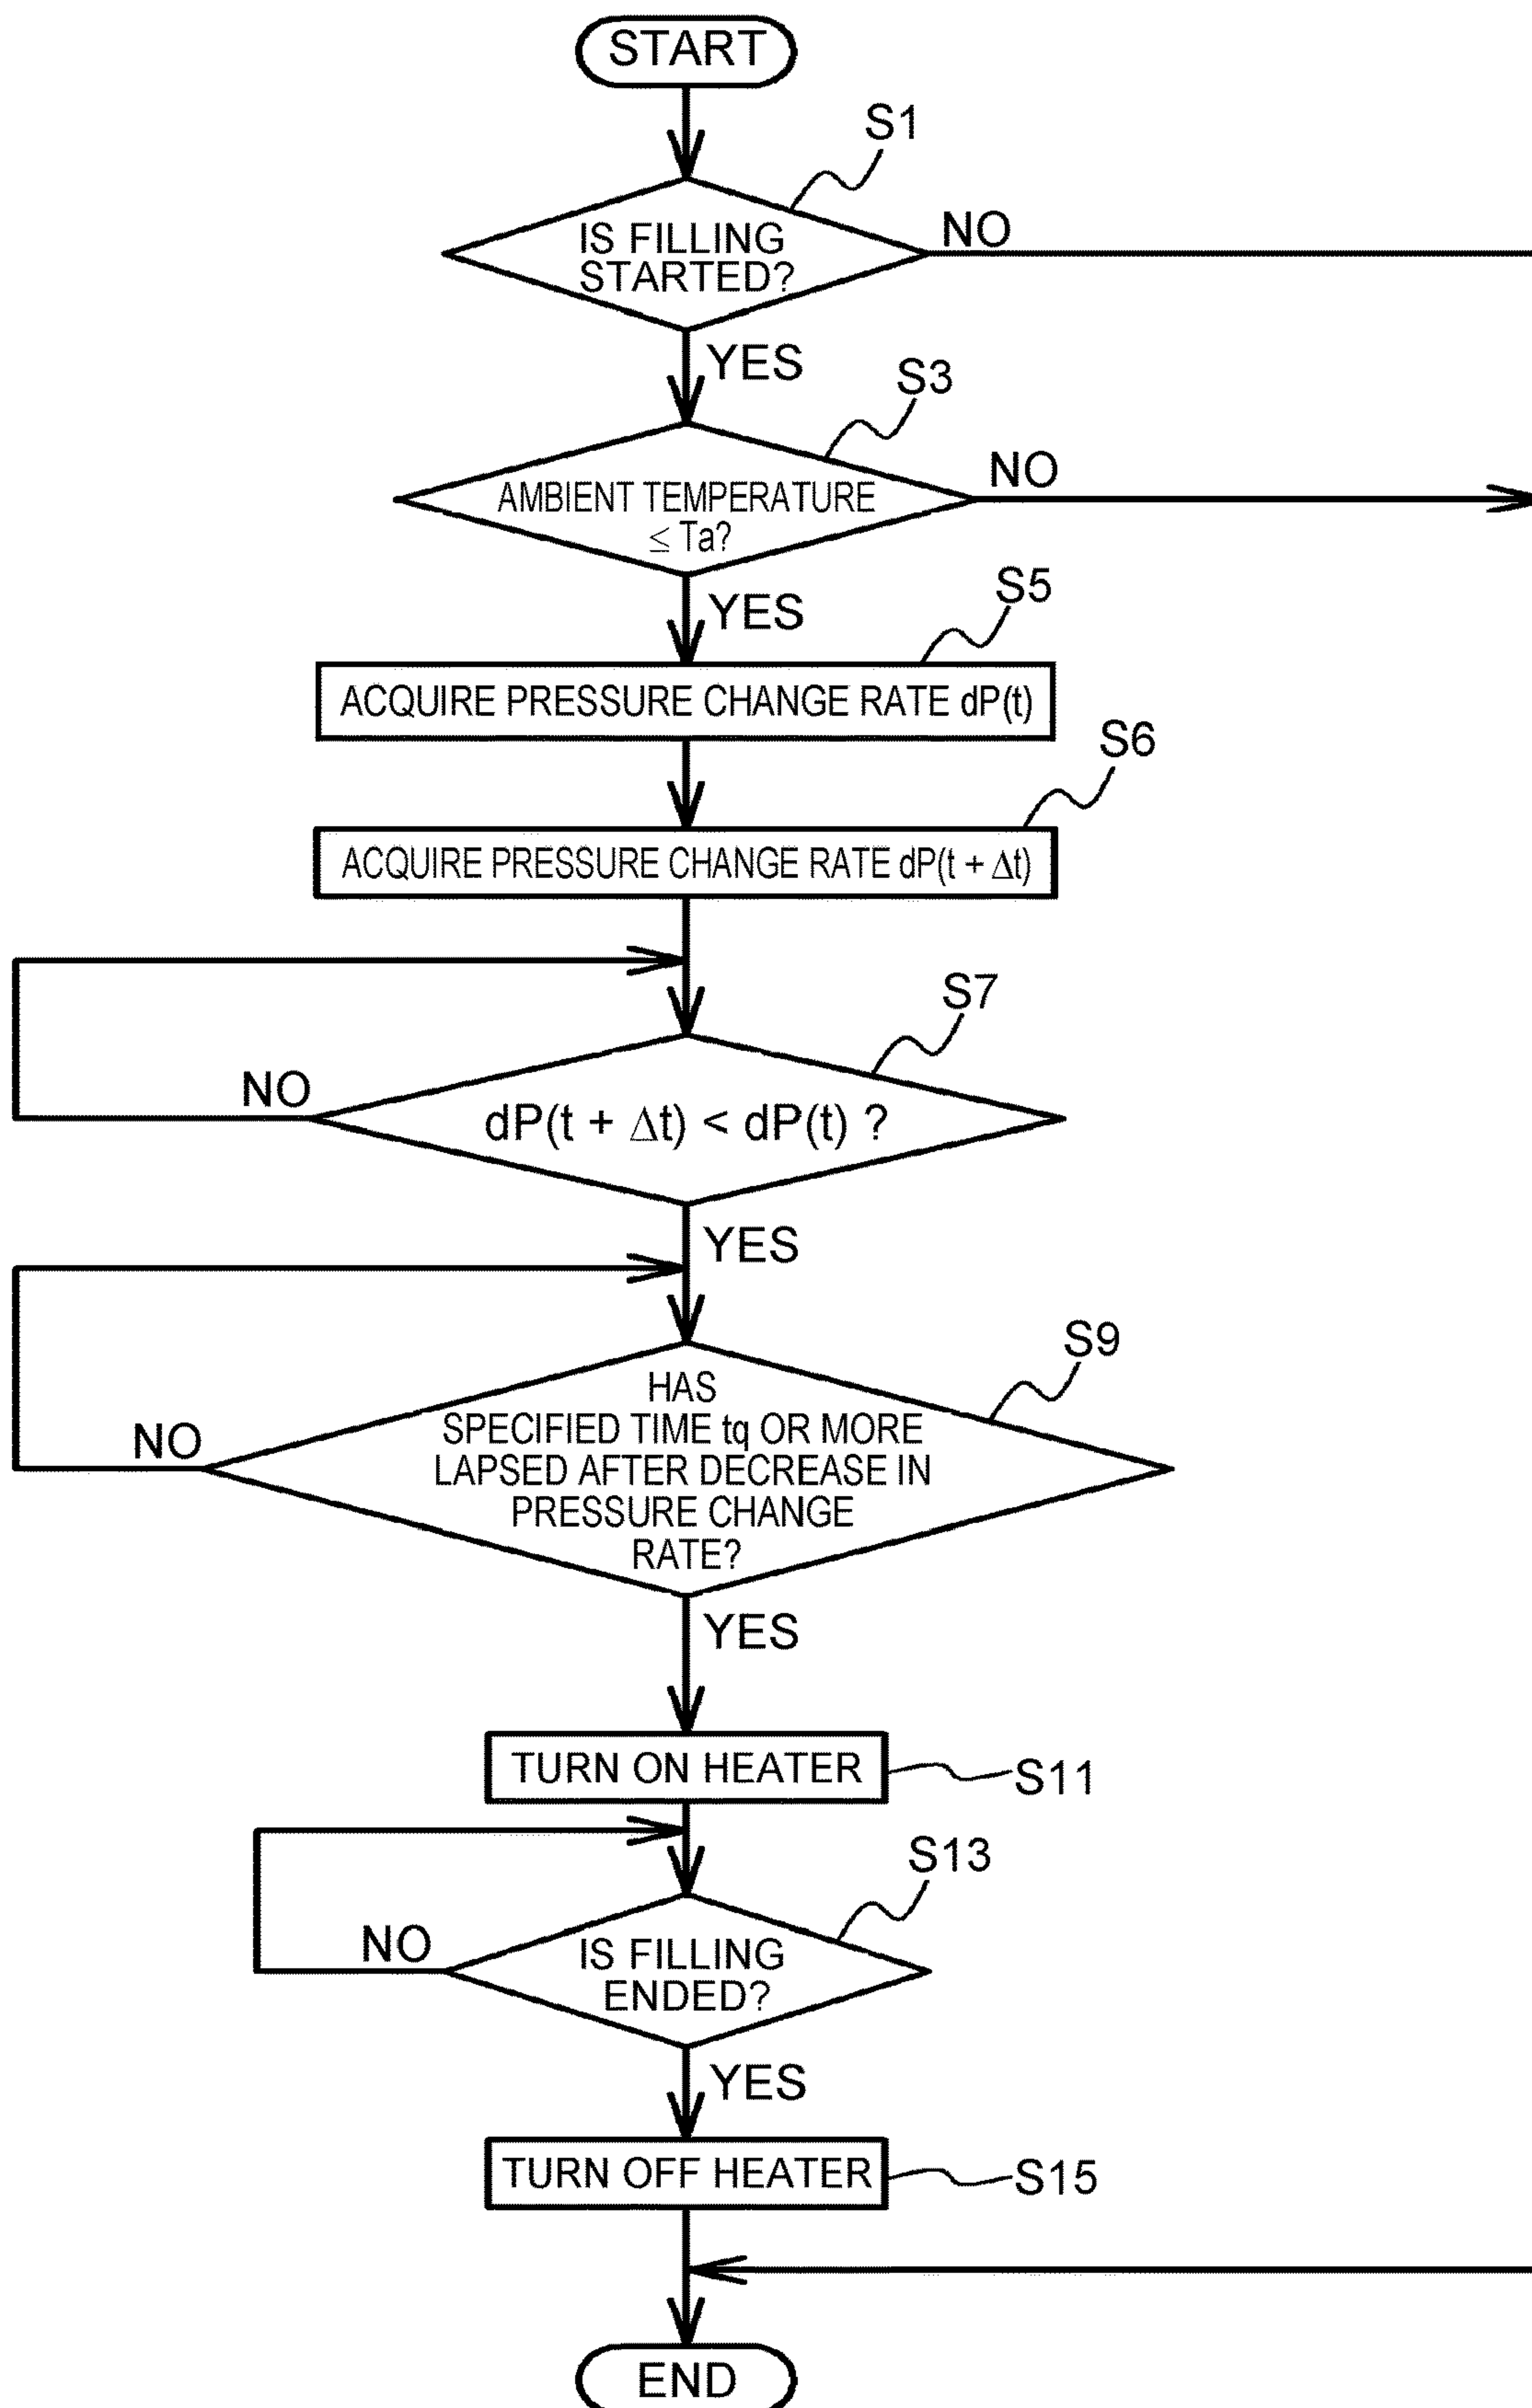 START
S1
IS FILLING
STARTED?
NO
YES
S3
AMBIENT TEMPERATURE
≤ Ta?
NO
YES
S5
ACQUIRE PRESSURE CHANGE RATE dP(t)
S6
ACQUIRE PRESSURE CHANGE RATE dP(t + Δt)
S7
NO
dP(t + Δt) < dP(t) ?
YES
S9
HAS
SPECIFIED TIME tq OR MORE
LAPSED AFTER DECREASE IN
PRESSURE CHANGE
RATE?
NO
YES
TURN ON HEATER
S11
S13
NO
IS FILLING
ENDED?
YES
TURN OFF HEATER
S15
END